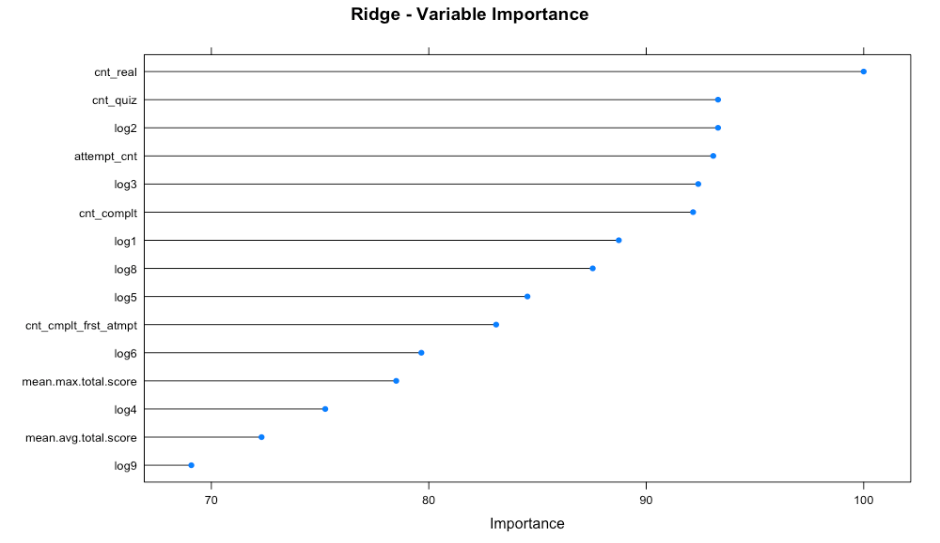 Ridge - Variable Importance
cnt_real
cnt_quiz
log2
attempt_cnt
log3
cnt_complt
log1
log8
log5
cnt_cmplt_frst_atmpt
log6
mean.max.total.score
log4
mean.avg.total.score
log9
70 80 90 100
Importance